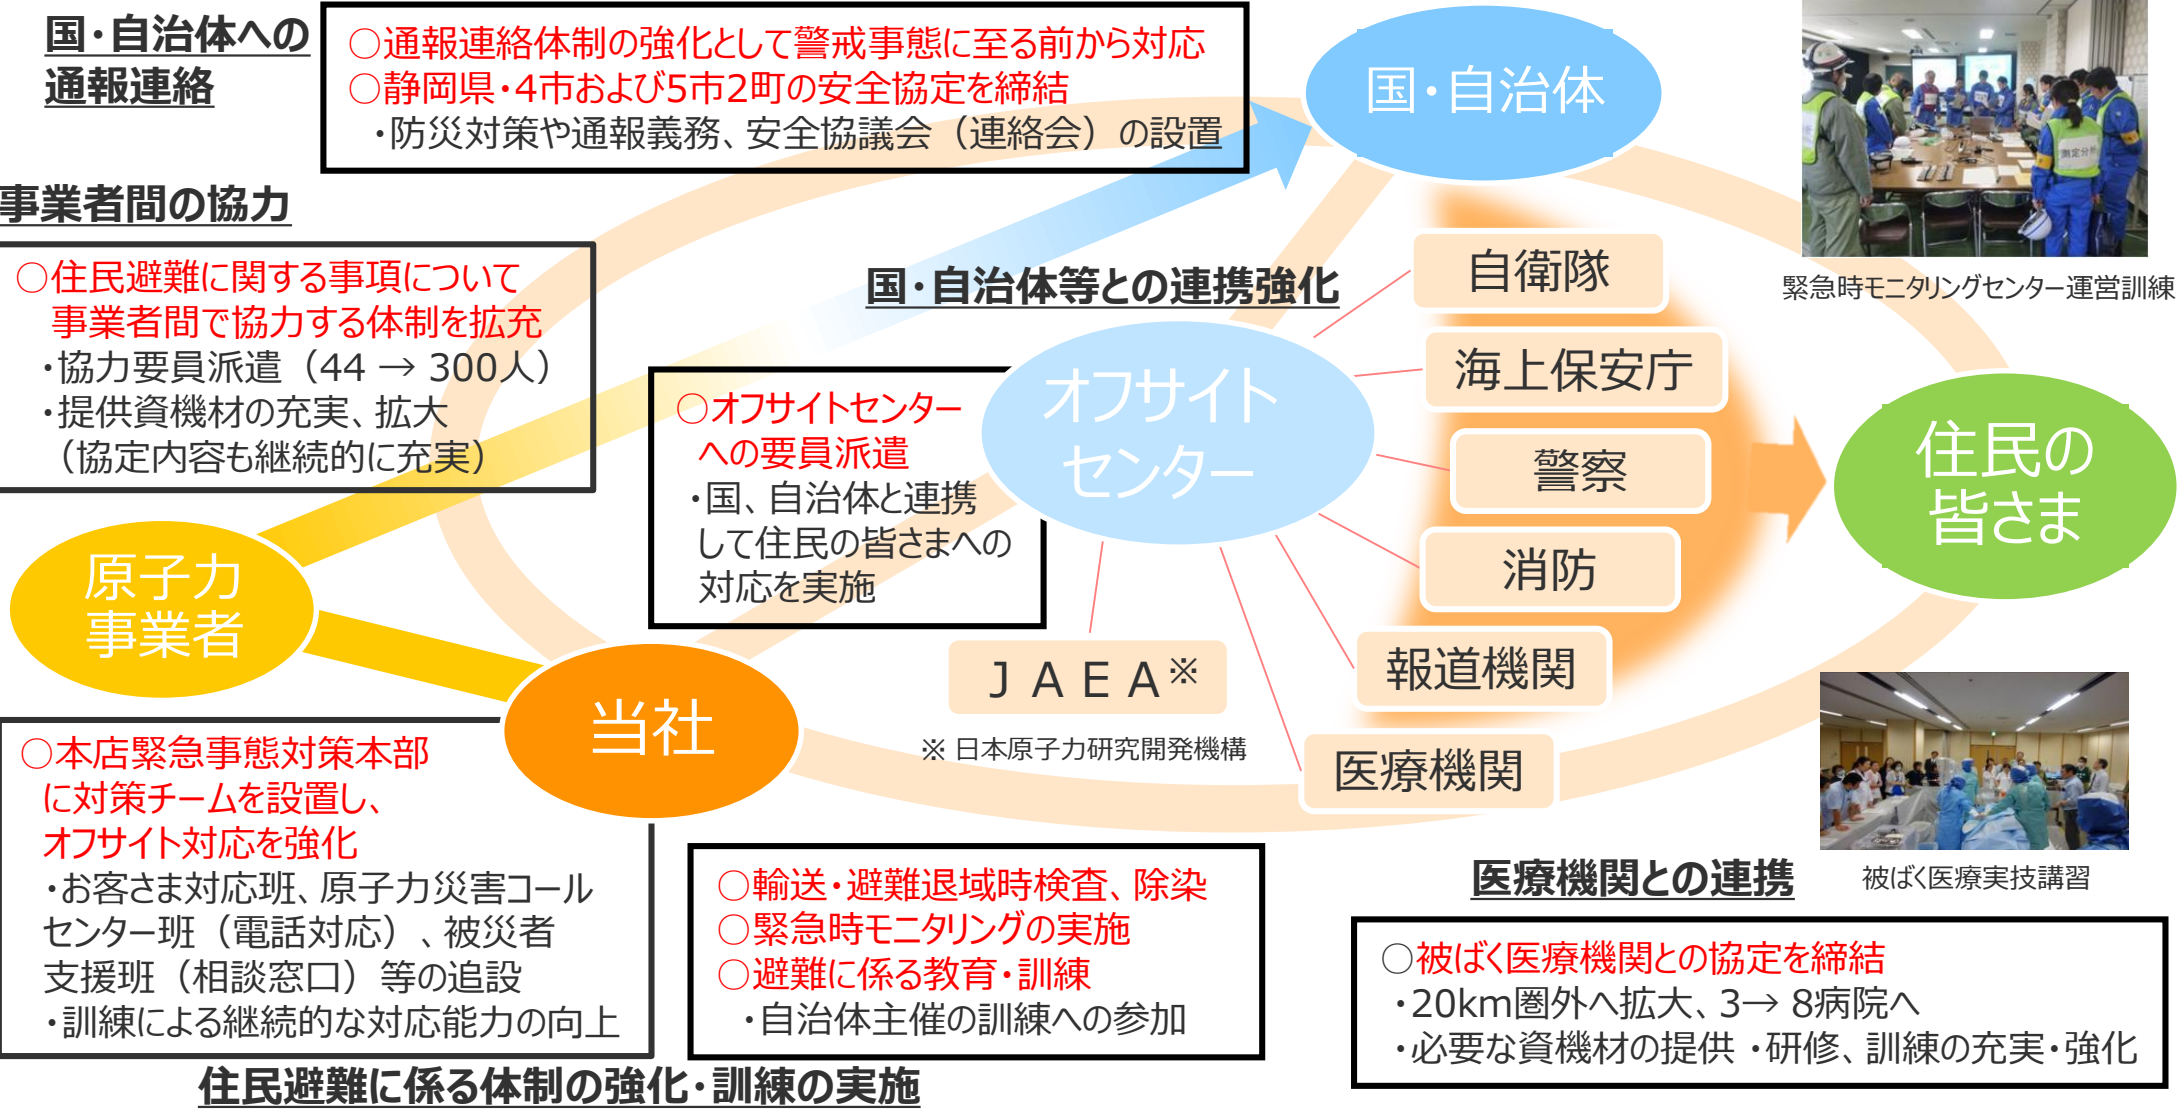 国・自治体への
通報連絡
○通報連絡体制の強化として警戒事態に至る前から対応
○静岡県・4市および5市2町の安全協定を締結
・防災対策や通報義務、安全協議会（連絡会）の設置
国・自治体
緊急時モニタリングセンター運営訓練
事業者間の協力
○住民避難に関する事項について
事業者間で協力する体制を拡充
・協力要員派遣（44 → 300人）
・提供資機材の充実、拡大
（協定内容も継続的に充実）
国・自治体等との連携強化
○オフサイトセンター
への要員派遣
・国、自治体と連携
して住民の皆さまへの
対応を実施
オフサイト
センター
自衛隊
海上保安庁
警察
消防
報道機関
医療機関
ＪＡＥＡ※
※ 日本原子力研究開発機構
住民の
皆さま
原子力
事業者
当社
○本店緊急事態対策本部
に対策チームを設置し、
オフサイト対応を強化
・お客さま対応班、原子力災害コール
センター班（電話対応）、被災者
支援班（相談窓口）等の追設
・訓練による継続的な対応能力の向上
○輸送・避難退域時検査、除染
○緊急時モニタリングの実施
○避難に係る教育・訓練
・自治体主催の訓練への参加
住民避難に係る体制の強化・訓練の実施
医療機関との連携
被ばく医療実技講習
○被ばく医療機関との協定を締結
・20km圏外へ拡大、3→ 8病院へ
・必要な資機材の提供 ・研修、訓練の充実・強化